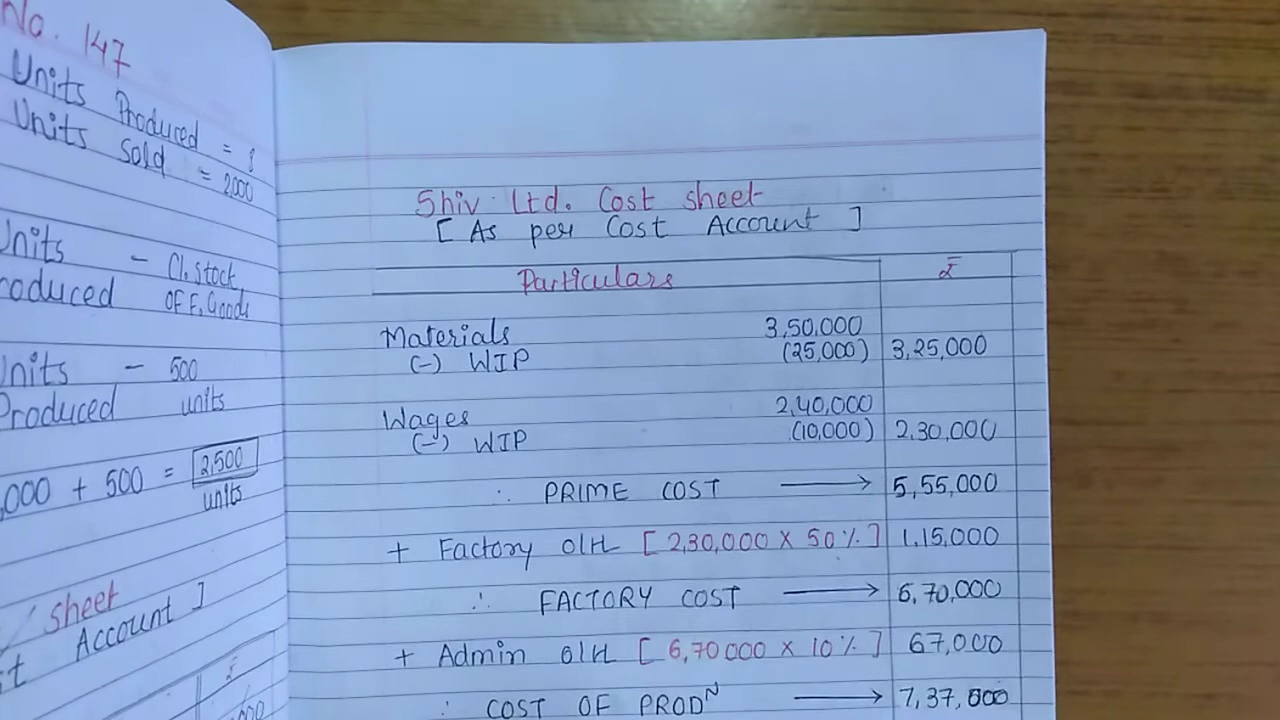 No. 147
Units Produced = ?
Units Sold = 2000
Units - Cl. stock
roduced OF F. Goods
Units - 500
Produced units
,000 + 500 = 2,500
units
sheet
Account ]
Shiv Ltd. Cost sheet
[ As per Cost Account ]
Particulars ₹
Materials 3,50,000
(-) WIP (25,000) 3,25,000
Wages 2,40,000
(-) WIP (10,000) 2,30,000
∴ PRIME COST → 5,55,000
+ Factory O/H [ 2,30,000 X 50% ] 1,15,000
∴ FACTORY COST → 6,70,000
+ Admin O/H [ 6,70000 X 10% ] 67,000
∴ COST OF PRODN → 7,37,000